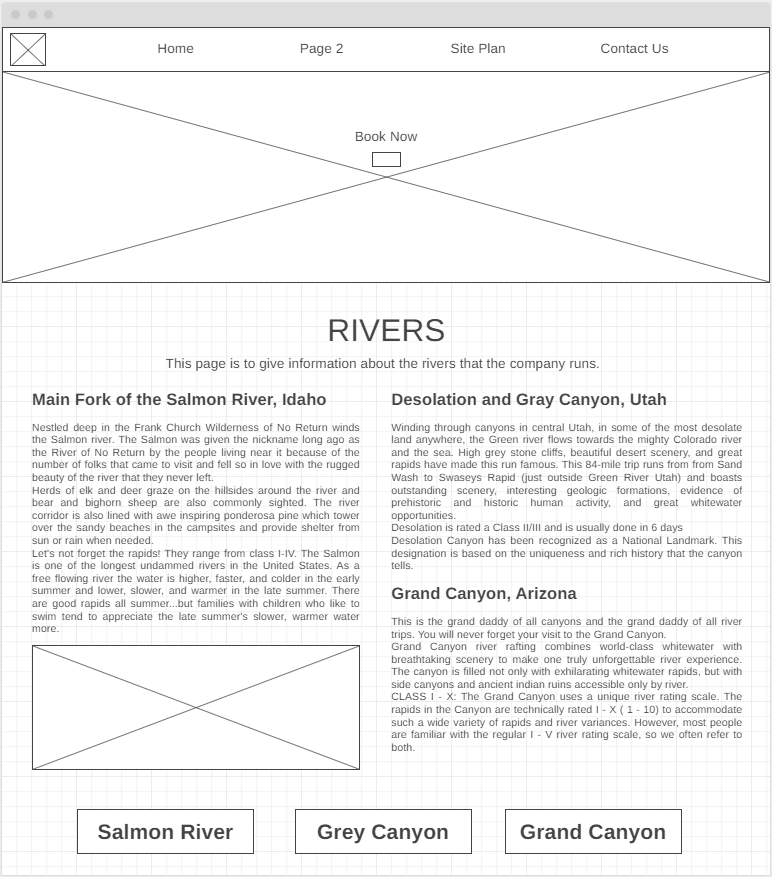 Home Page 2 Site Plan Contact Us
Book Now
RIVERS
This page is to give information about the rivers that the company runs.
Main Fork of the Salmon River, Idaho
Nestled deep in the Frank Church Wilderness of No Return winds
the Salmon river. The Salmon was given the nickname long ago as
the River of No Return by the people living near it because of the
number of folks that came to visit and fell so in love with the rugged
beauty of the river that they never left.
Herds of elk and deer graze on the hillsides around the river and
bear and bighorn sheep are also commonly sighted. The river
corridor is also lined with awe inspiring ponderosa pine which tower
over the sandy beaches in the campsites and provide shelter from
sun or rain when needed.
Let's not forget the rapids! They range from class I-IV. The Salmon
is one of the longest undammed rivers in the United States. As a
free flowing river the water is higher, faster, and colder in the early
summer and lower, slower, and warmer in the late summer. There
are good rapids all summer...but families with children who like to
swim tend to appreciate the late summer's slower, warmer water
more.
Desolation and Gray Canyon, Utah
Winding through canyons in central Utah, in some of the most desolate
land anywhere, the Green river flows towards the mighty Colorado river
and the sea. High grey stone cliffs, beautiful desert scenery, and great
rapids have made this run famous. This 84-mile trip runs from from Sand
Wash to Swaseys Rapid (just outside Green River Utah) and boasts
outstanding scenery, interesting geologic formations, evidence of
prehistoric and historic human activity, and great whitewater
opportunities.
Desolation is rated a Class II/III and is usually done in 6 days
Desolation Canyon has been recognized as a National Landmark. This
designation is based on the uniqueness and rich history that the canyon
tells.
Grand Canyon, Arizona
This is the grand daddy of all canyons and the grand daddy of all river
trips. You will never forget your visit to the Grand Canyon.
Grand Canyon river rafting combines world-class whitewater with
breathtaking scenery to make one truly unforgettable river experience.
The canyon is filled not only with exhilarating whitewater rapids, but with
side canyons and ancient indian ruins accessible only by river.
CLASS I - X: The Grand Canyon uses a unique river rating scale. The
rapids in the Canyon are technically rated I - X ( 1 - 10) to accommodate
such a wide variety of rapids and river variances. However, most people
are familiar with the regular I - V river rating scale, so we often refer to
both.
Salmon River Grey Canyon Grand Canyon